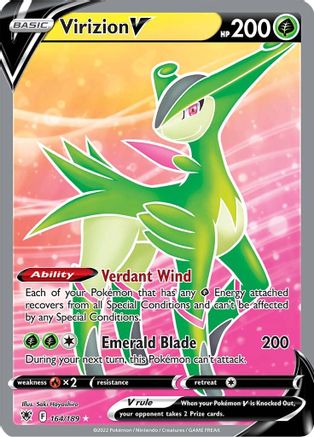 BASIC Virizion V HP 200
Ability Verdant Wind
Each of your Pokémon that has any Energy attached
recovers from all Special Conditions and can't be affected
by any Special Conditions.
Emerald Blade 200
During your next turn, this Pokémon can't attack.
weakness ×2 resistance retreat
Illus. Saki Hayashiro
F 164/189
V rule When your Pokémon V is Knocked Out,
your opponent takes 2 Prize cards.
©2022 Pokémon / Nintendo / Creatures / GAME FREAK